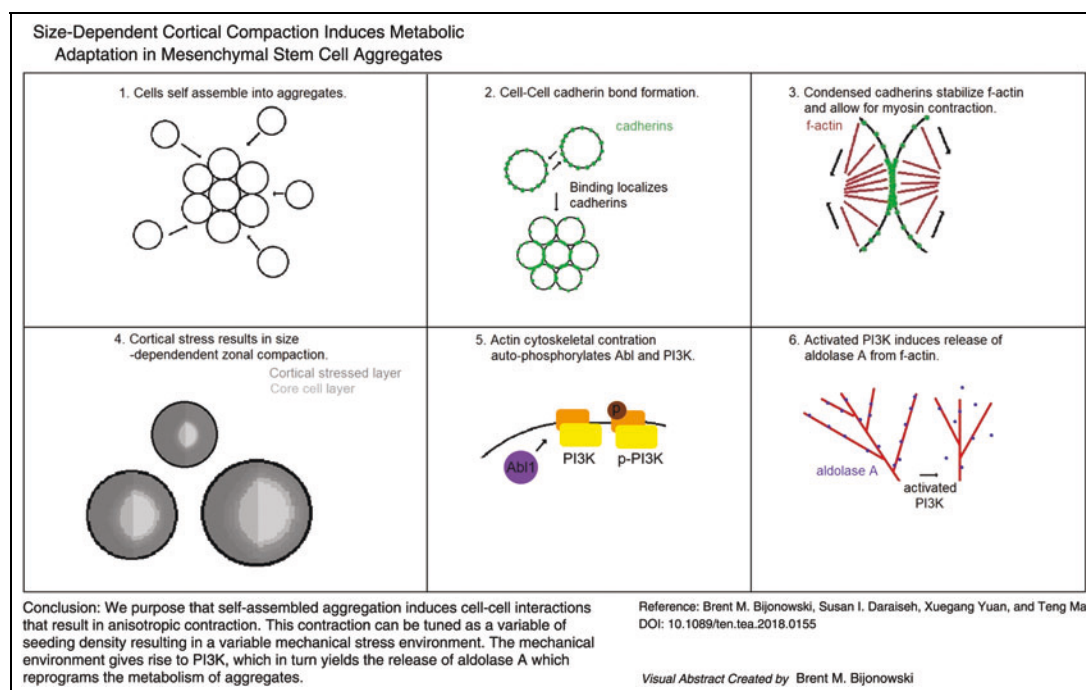 Size-Dependent Cortical Compaction Induces Metabolic
Adaptation in Mesenchymal Stem Cell Aggregates
1. Cells self assemble into aggregates.
2. Cell-Cell cadherin bond formation.
cadherins
Binding localizes
cadherins
3. Condensed cadherins stabilize f-actin
and allow for myosin contraction.
f-actin
4. Cortical stress results in size
-dependendent zonal compaction.
Cortical stressed layer
Core cell layer
5. Actin cytoskeletal contration
auto-phosphorylates Abl and PI3K.
p
Abl1
PI3K
p-PI3K
6. Activated PI3K induces release of
aldolase A from f-actin.
aldolase A
activated
PI3K
Conclusion: We purpose that self-assembled aggregation induces cell-cell interactions
that result in anisotropic contraction. This contraction can be tuned as a variable of
seeding density resulting in a variable mechanical stress environment. The mechanical
environment gives rise to PI3K, which in turn yields the release of aldolase A which
reprograms the metabolism of aggregates.
Reference: Brent M. Bijonowski, Susan I. Daraiseh, Xuegang Yuan, and Teng Ma
DOI: 10.1089/ten.tea.2018.0155
Visual Abstract Created by Brent M. Bijonowski